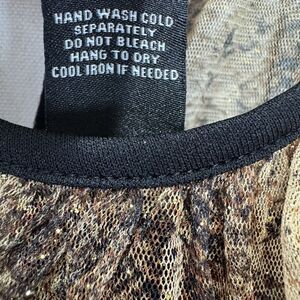 HAND WASH COLD
SEPARATELY
DO NOT BLEACH
HANG TO DRY
COOL IRON IF NEEDED